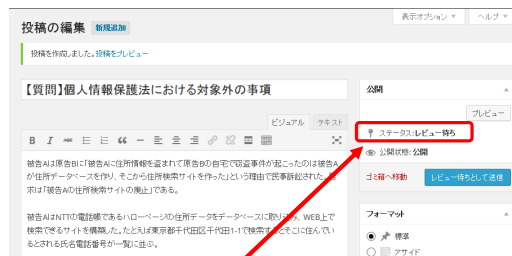 表示オプション ▼ ヘルプ ▼
投稿の編集 新規追加
投稿を作成しました。投稿をプレビュー
【質問】個人情報保護法における対象外の事項
ビジュアル テキスト
被告AIは原告BIに「被告AIに住所情報を盗まれて原告Bの自宅で窃盗事件が起こったのは被告A
が住所データベースを作り、そこから住所検索サイトを作った」という理由で民事訴訟された。
求は「被告Aの住所検索サイトの廃止」である。
被告AIはNTTの電話帳であるハローページの住所データをデータベースに取り込み、WEB上で
検索できるサイトを構築した。たとえば東京都千代田区千代田1-1で検索するとそこに住んでい
るとされる氏名電話番号が一覧に並ぶ。
公開
プレビュー
ステータス:レビュー待ち
公開状態: 公開
ゴミ箱へ移動 レビュー待ちとして送信
フォーマット
標準
アサイド